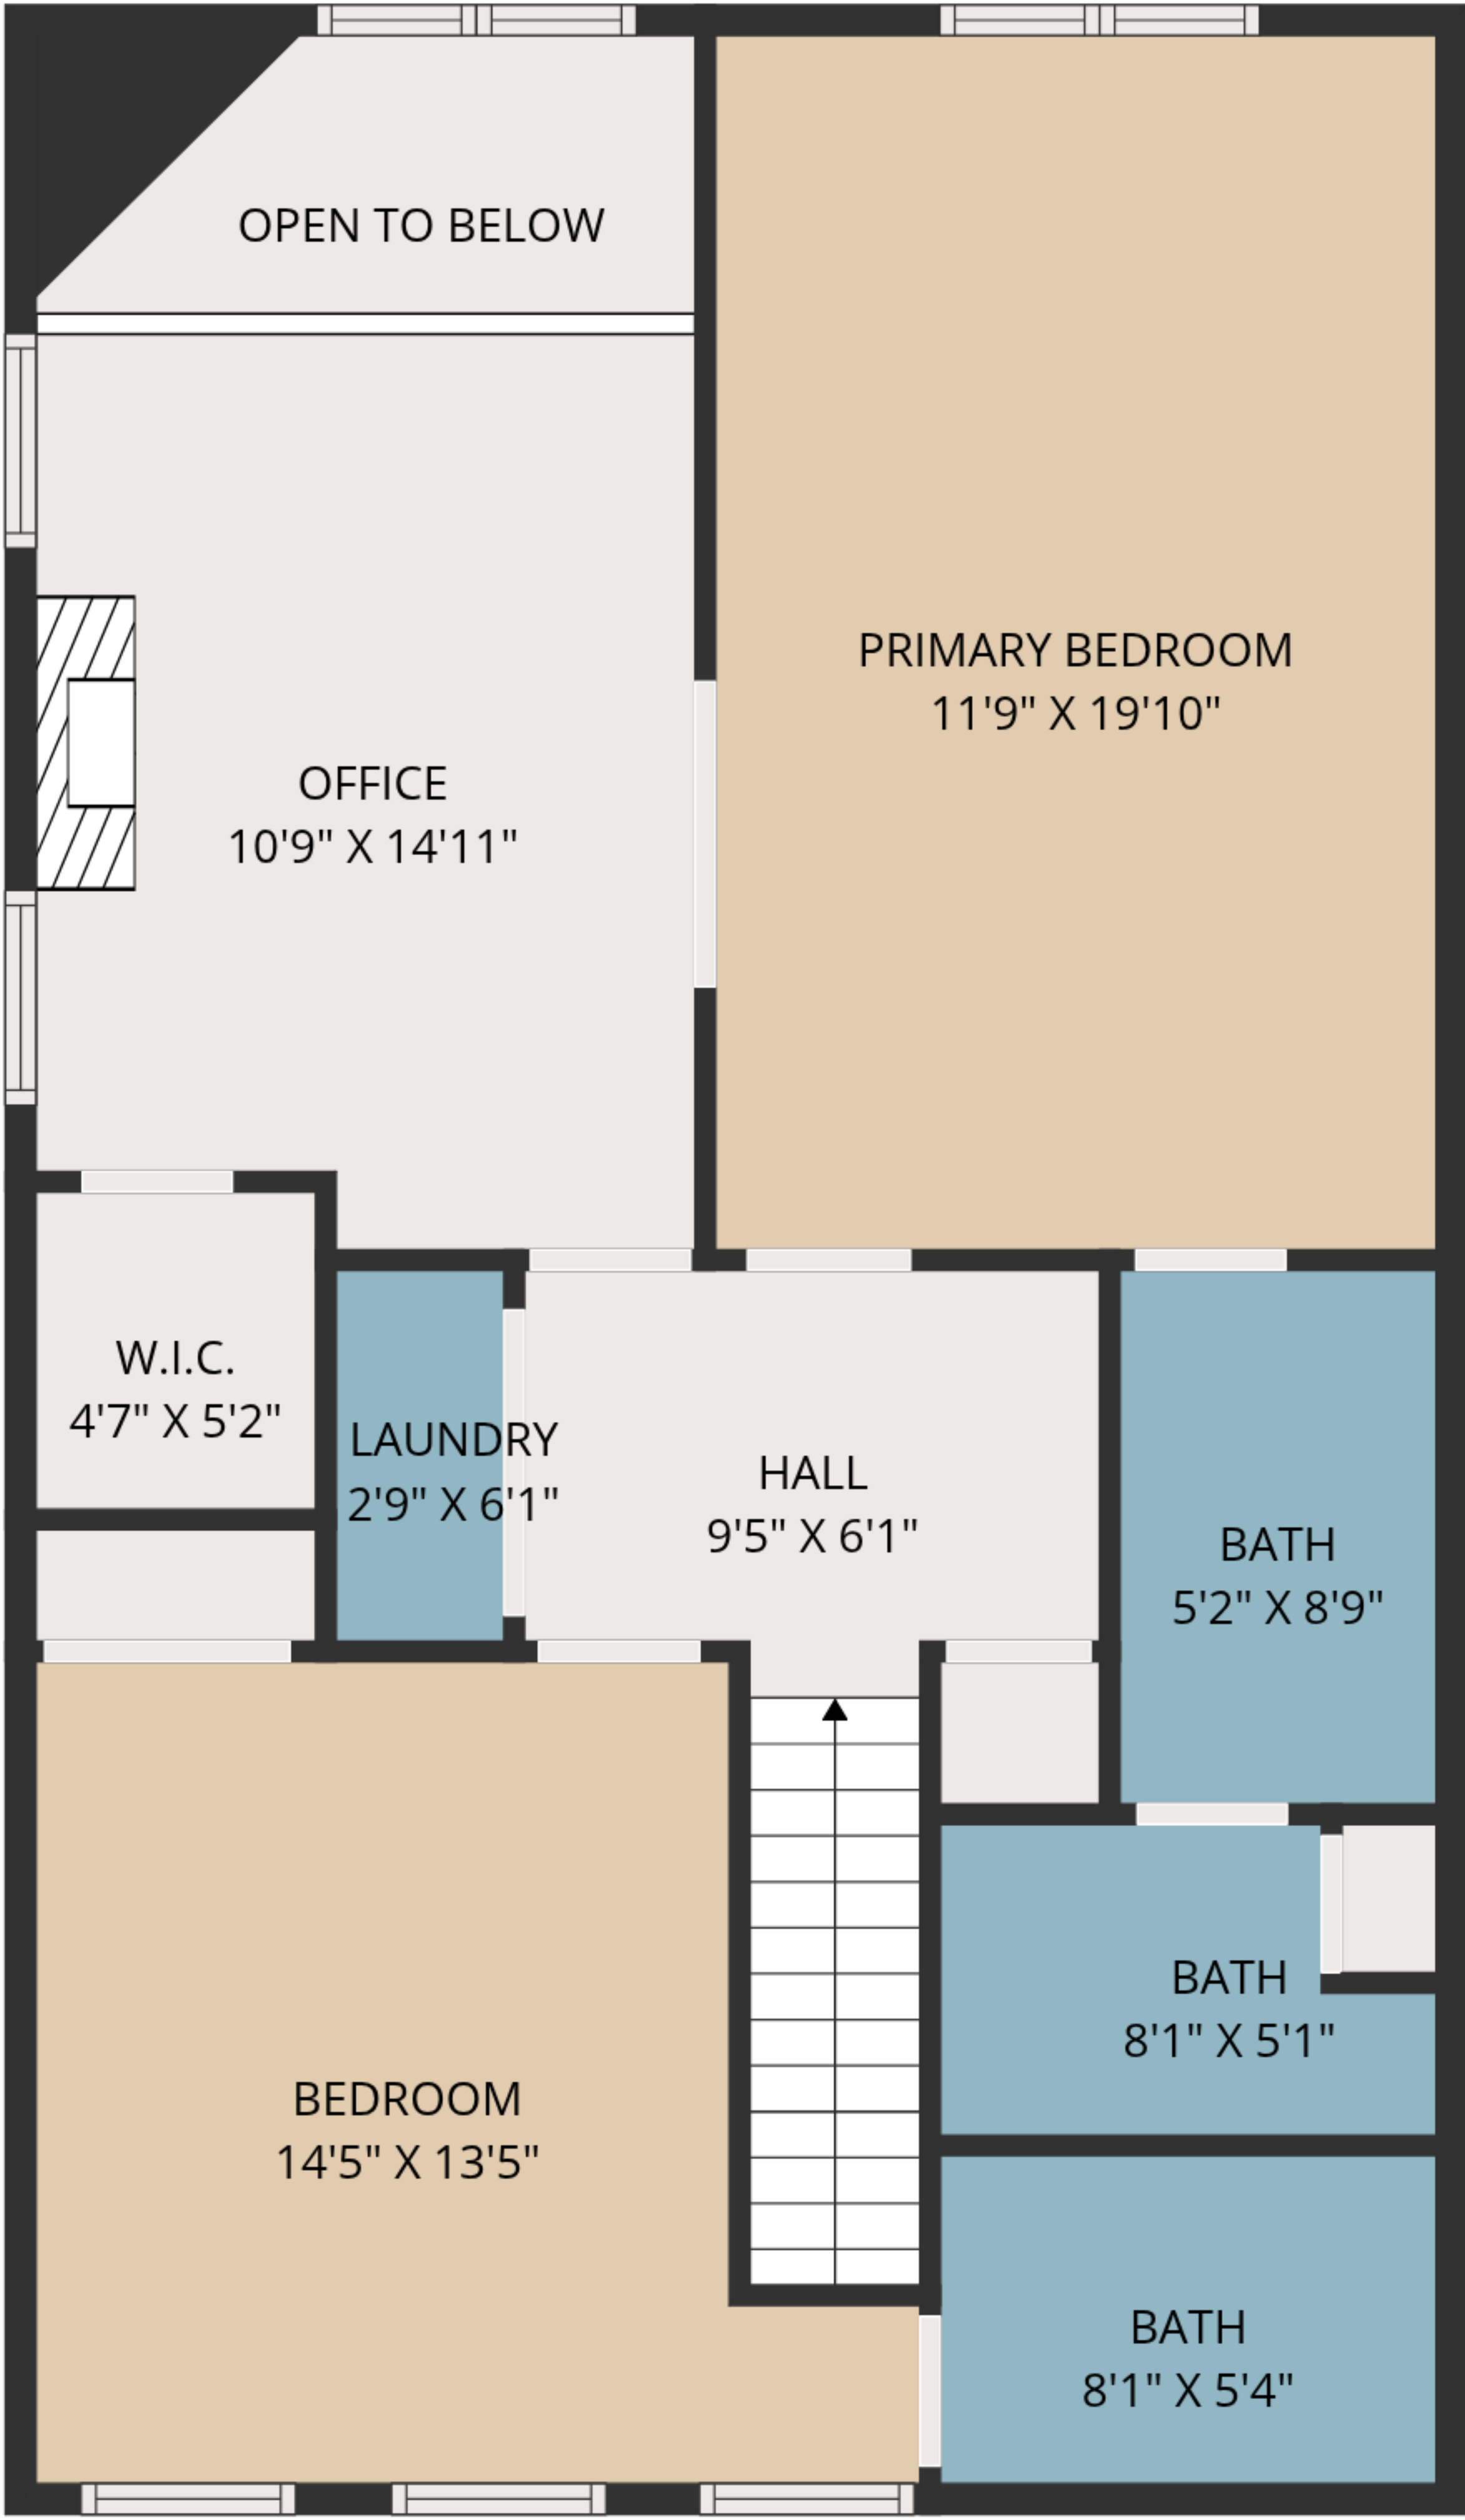 OPEN TO BELOW
PRIMARY BEDROOM
11'9" X 19'10"
OFFICE
10'9" X 14'11"
W.I.C.
4'7" X 5'2"
LAUNDRY
2'9" X 6'1"
HALL
9'5" X 6'1"
BATH
5'2" X 8'9"
BATH
8'1" X 5'1"
BEDROOM
14'5" X 13'5"
BATH
8'1" X 5'4"